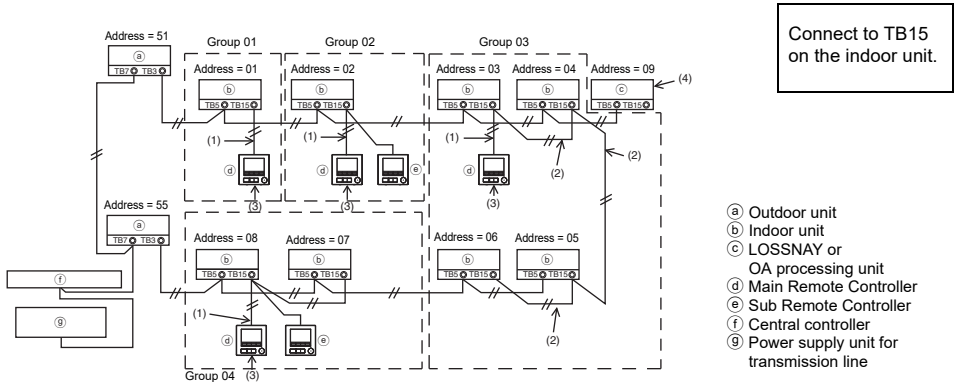 Connect to TB15
on the indoor unit.
Address = 51
ⓐ
TB7 TB3
Group 01
Group 02
Group 03
Address = 01
Address = 02
Address = 03
Address = 04
Address = 09
(4)
ⓑ
ⓑ
ⓑ
ⓑ
ⓒ
TB5 TB15
TB5 TB15
TB5 TB15
TB5 TB15
TB5 TB15
(1)
(1)
(1)
(2)
(2)
ⓓ
ⓓ
ⓔ
ⓓ
(3)
(3)
(3)
Address = 55
ⓐ
TB7 TB3
Address = 08
Address = 07
Address = 06
Address = 05
ⓑ
ⓑ
ⓑ
ⓑ
TB5 TB15
TB5 TB15
TB5 TB15
TB5 TB15
ⓕ
ⓖ
(1)
(2)
ⓓ
ⓔ
Group 04
(3)
ⓐ Outdoor unit
ⓑ Indoor unit
ⓒ LOSSNAY or
OA processing unit
ⓓ Main Remote Controller
ⓔ Sub Remote Controller
ⓕ Central controller
ⓖ Power supply unit for
transmission line